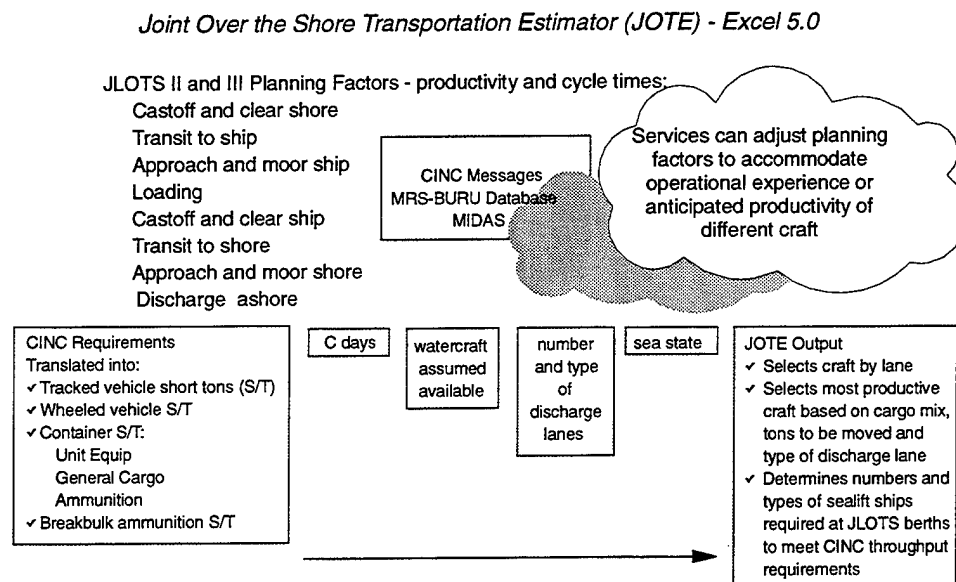 Joint Over the Shore Transportation Estimator (JOTE) - Excel 5.0
JLOTS II and III Planning Factors - productivity and cycle times:
Castoff and clear shore
Transit to ship
Approach and moor ship
Loading
Castoff and clear ship
Transit to shore
Approach and moor shore
Discharge ashore
CINC Messages
MRS-BURU Database
MIDAS
Services can adjust planning
factors to accommodate
operational experience or
anticipated productivity of
different craft
CINC Requirements
Translated into:
✓ Tracked vehicle short tons (S/T)
✓ Wheeled vehicle S/T
✓ Container S/T:
Unit Equip
General Cargo
Ammunition
✓ Breakbulk ammunition S/T
C days
watercraft
assumed
available
number
and type
of
discharge
lanes
sea state
JOTE Output
✓ Selects craft by lane
✓ Selects most productive
craft based on cargo mix,
tons to be moved and
type of discharge lane
✓ Determines numbers and
types of sealift ships
required at JLOTS berths
to meet CINC throughput
requirements